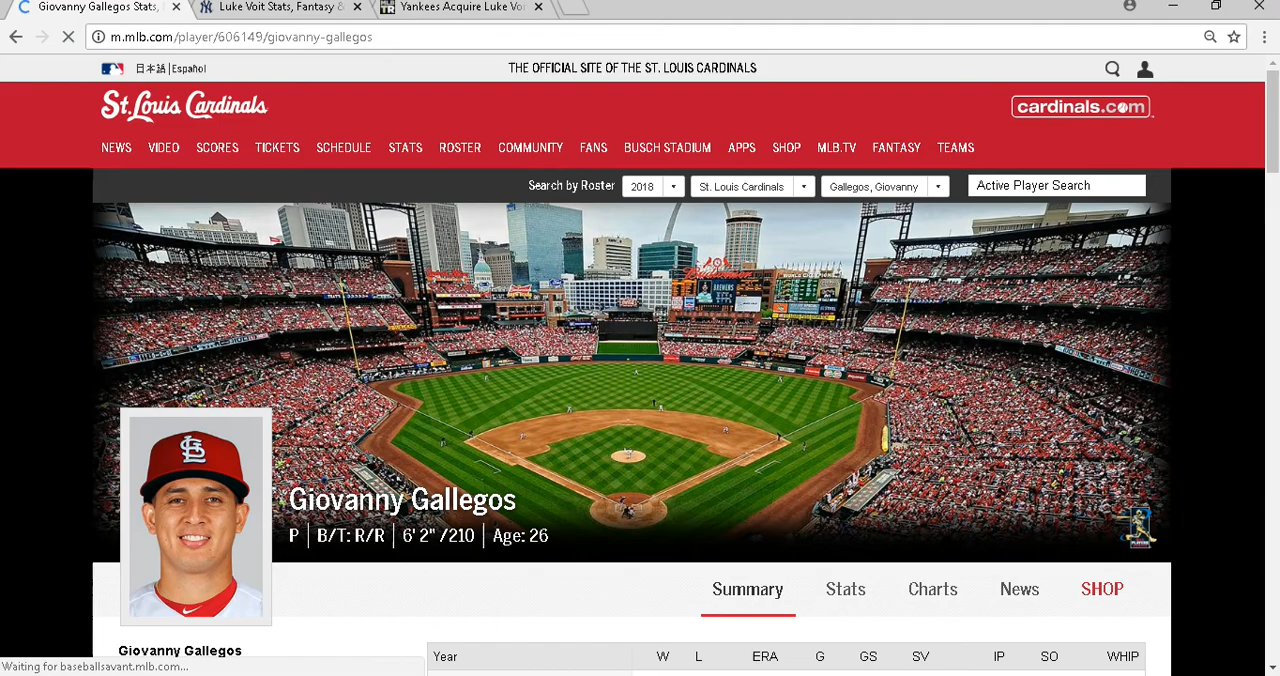 Giovanny Gallegos Stats,
Luke Voit Stats, Fantasy &
MLB TR
Yankees Acquire Luke Voi
m.mlb.com/player/606149/giovanny-gallegos
日本語 | Español
THE OFFICIAL SITE OF THE ST. LOUIS CARDINALS
St. Louis Cardinals
cardinals.com
NEWS VIDEO SCORES TICKETS SCHEDULE STATS ROSTER COMMUNITY FANS BUSCH STADIUM APPS SHOP MLB.TV FANTASY TEAMS
Search by Roster 2018 St. Louis Cardinals Gallegos, Giovanny Active Player Search
Budweiser
Giovanny Gallegos
P | B/T: R/R | 6' 2" /210 | Age: 26
Summary Stats Charts News SHOP
Giovanny Gallegos
Year W L ERA G GS SV IP SO WHIP
Waiting for baseballsavant.mlb.com...